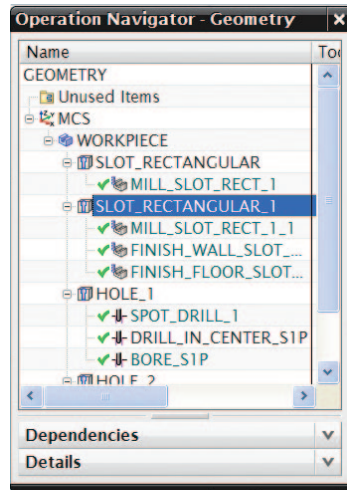 Operation Navigator - Geometry
Name Too
GEOMETRY
Unused Items
MCS
WORKPIECE
SLOT_RECTANGULAR
MILL_SLOT_RECT_1
SLOT_RECTANGULAR_1
MILL_SLOT_RECT_1_1
FINISH_WALL_SLOT_...
FINISH_FLOOR_SLOT...
HOLE_1
SPOT_DRILL_1
DRILL_IN_CENTER_S1P
BORE_S1P
HOLE_2
Dependencies
Details